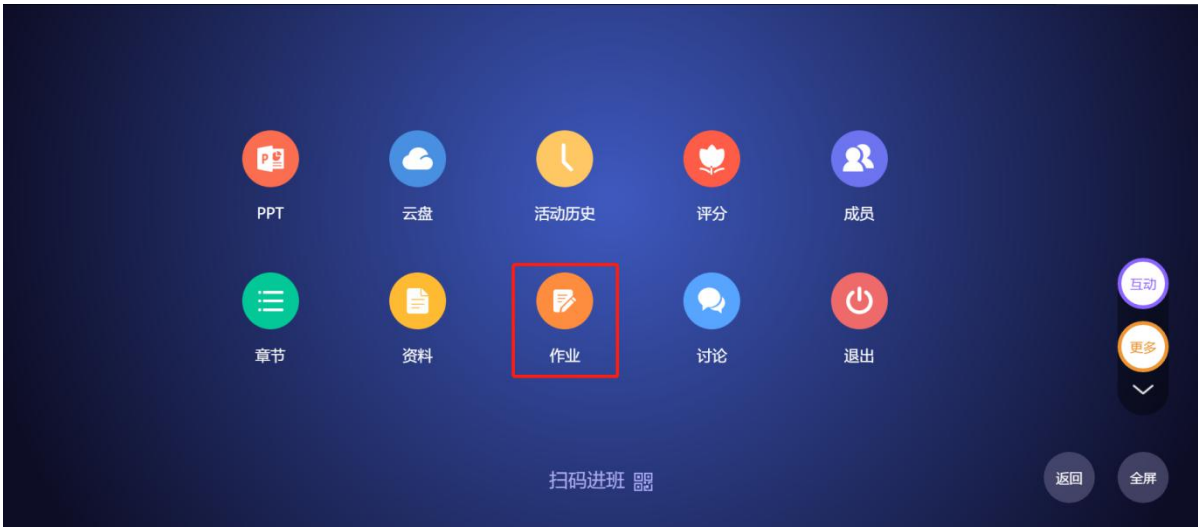 PPT
云盘
活动历史
评分
成员
章节
资料
作业
讨论
退出
互动
更多
扫码进班
返回
全屏